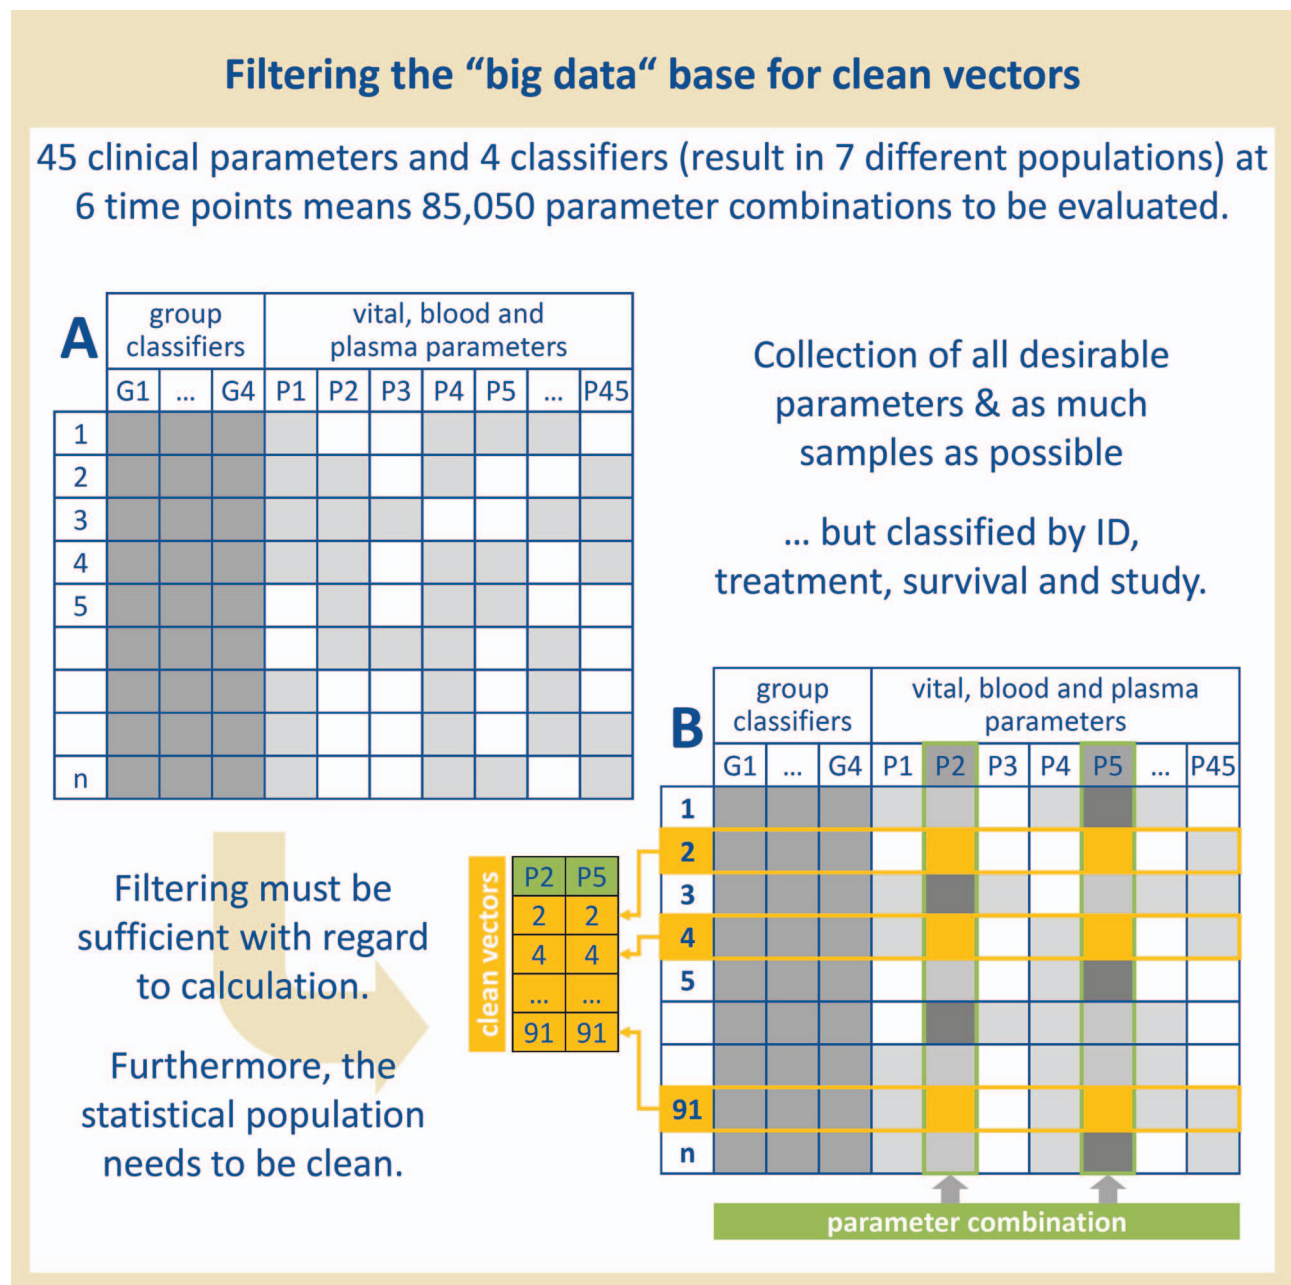 Filtering the “big data“ base for clean vectors
45 clinical parameters and 4 classifiers (result in 7 different populations) at
6 time points means 85,050 parameter combinations to be evaluated.
A
group
classifiers
vital, blood and
plasma parameters
G1 ... G4 P1 P2 P3 P4 P5 ... P45
1
2
3
4
5
n
Collection of all desirable
parameters & as much
samples as possible
... but classified by ID,
treatment, survival and study.
Filtering must be
sufficient with regard
to calculation.
Furthermore, the
statistical population
needs to be clean.
clean vectors
P2 P5
2 2
4 4
... ...
91 91
B
group
classifiers
vital, blood and plasma
parameters
G1 ... G4 P1 P2 P3 P4 P5 ... P45
1
2
3
4
5
91
n
parameter combination